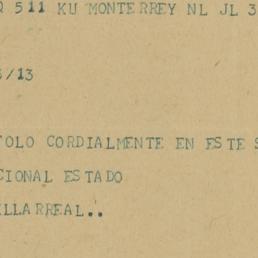 511 KU MONTERREY NL JL 3
/13
TOLO CORDIALMENTE EN ESTE S
CIONAL ESTADO
ILLARREAL..